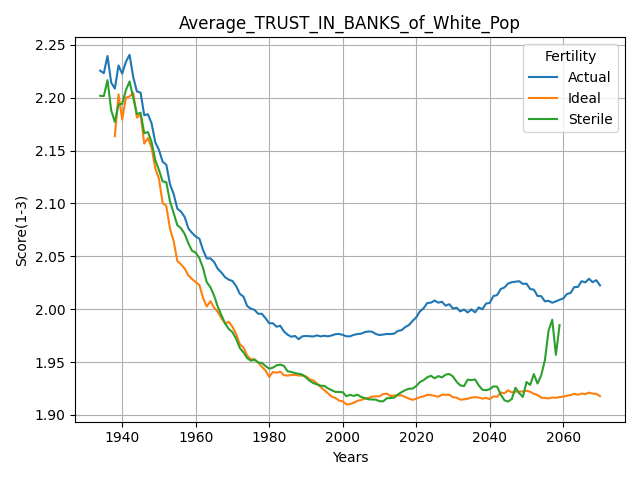 Average_TRUST_IN_BANKS_of_White_Pop
Fertility
Actual
Ideal
Sterile
Score(1-3)
2.25
2.20
2.15
2.10
2.05
2.00
1.95
1.90
1940
1960
1980
2000
2020
2040
2060
Years